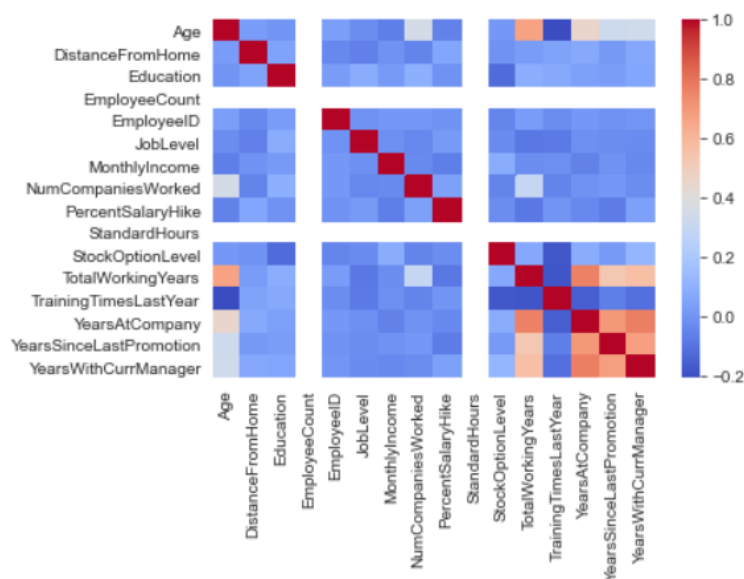 Age
DistanceFromHome
Education
EmployeeCount
EmployeeID
JobLevel
MonthlyIncome
NumCompaniesWorked
PercentSalaryHike
StandardHours
StockOptionLevel
TotalWorkingYears
TrainingTimesLastYear
YearsAtCompany
YearsSinceLastPromotion
YearsWithCurrManager
Age
DistanceFromHome
Education
EmployeeCount
EmployeeID
JobLevel
MonthlyIncome
NumCompaniesWorked
PercentSalaryHike
StandardHours
StockOptionLevel
TotalWorkingYears
TrainingTimesLastYear
YearsAtCompany
YearsSinceLastPromotion
YearsWithCurrManager
1.0
0.8
0.6
0.4
0.2
0.0
−0.2